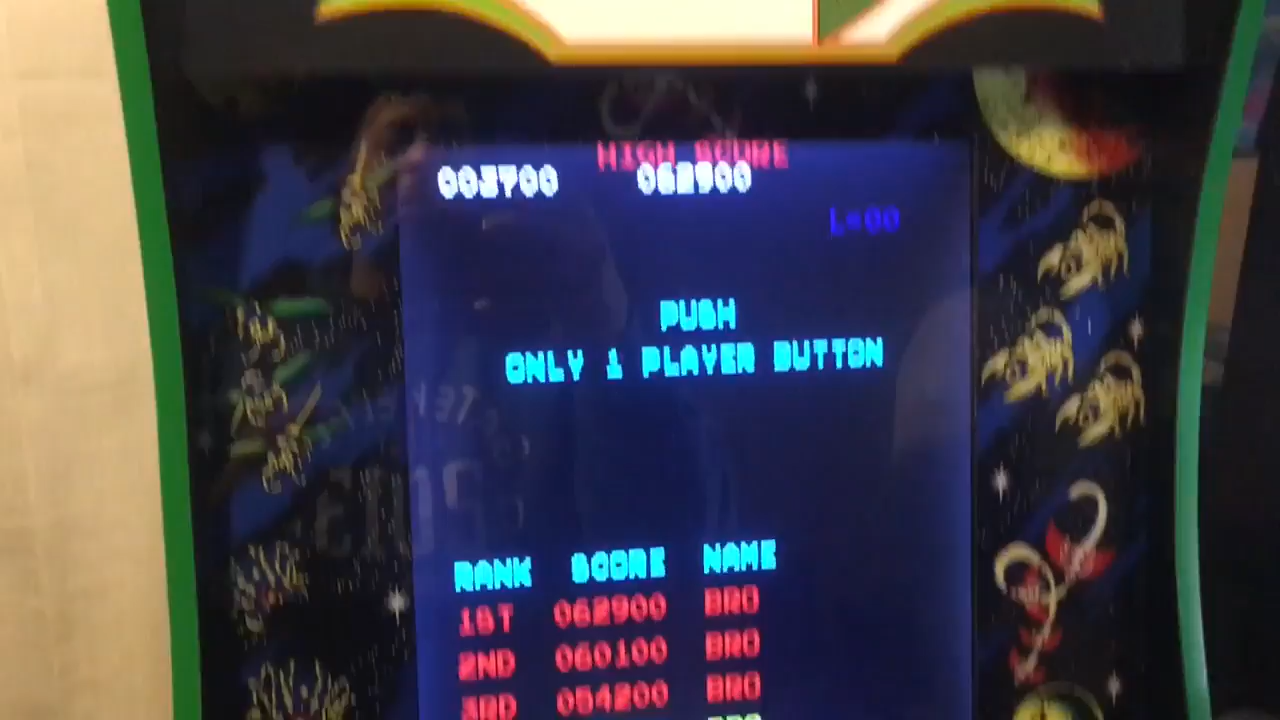 HIGH SCORE
003700 062900
L=00
PUSH
ONLY 1 PLAYER BUTTON
RANK SCORE NAME
1ST 062900 BRO
2ND 060100 BRO
3RD 054200 BRO
BRO